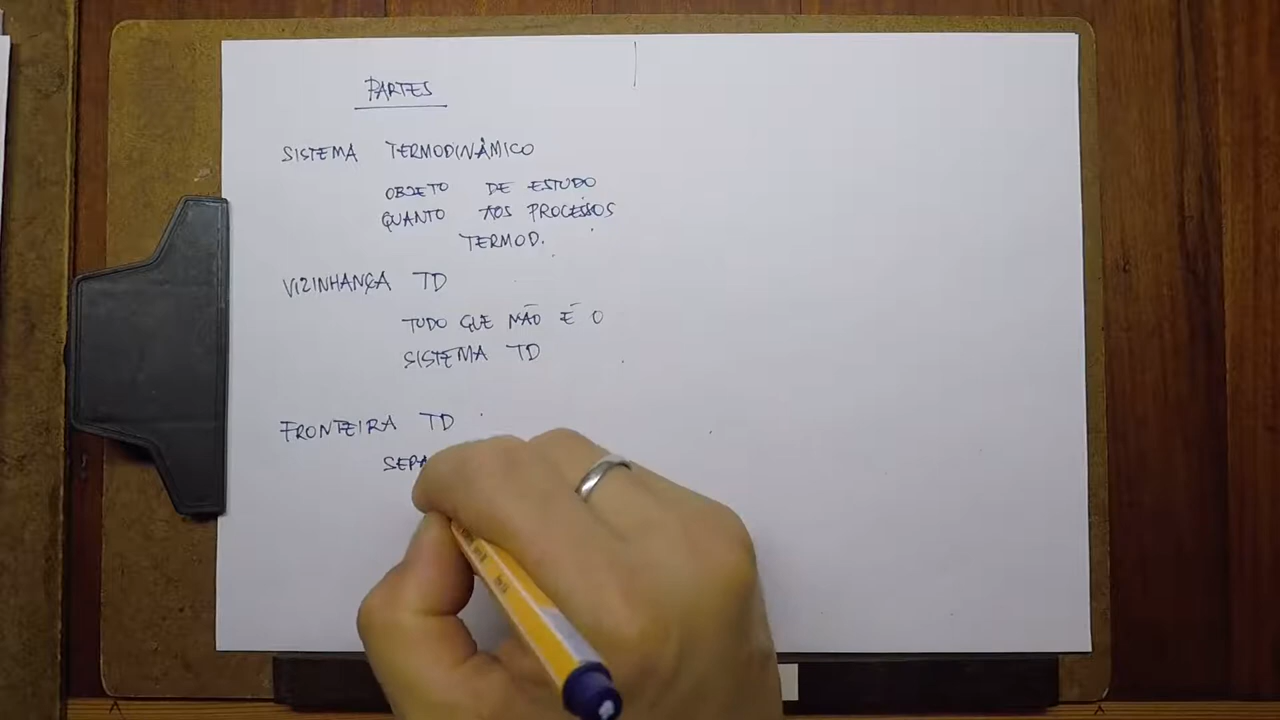 PARTES
SISTEMA TERMODINÂMICO
OBJETO DE ESTUDO
QUANTO AOS PROCESSOS
TERMOD.
VIZINHANÇA TD
TUDO QUE NÃO É O
SISTEMA TD
FRONTEIRA TD
SEPA